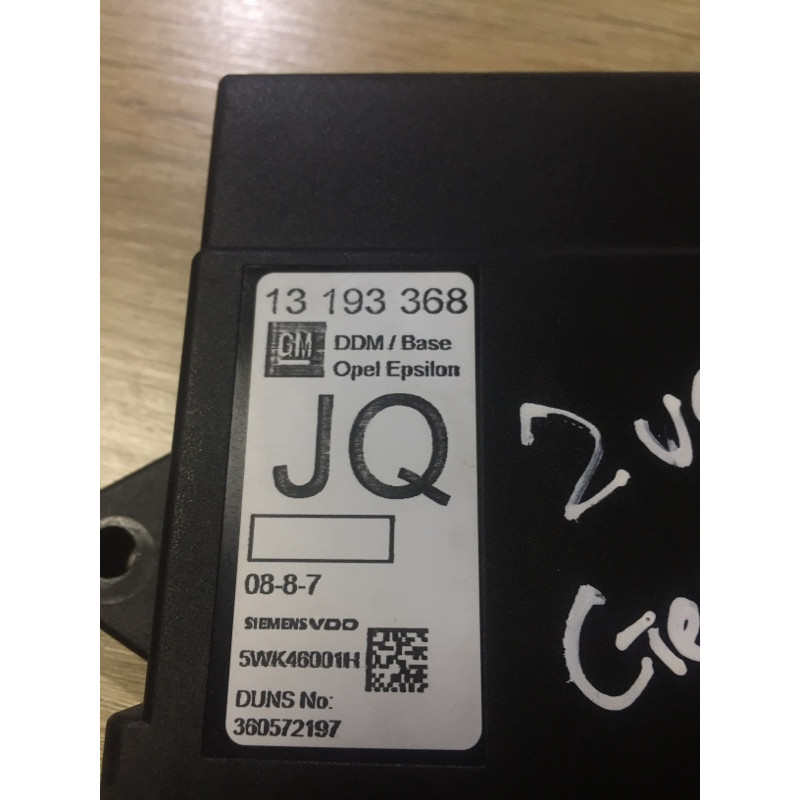 13 193 368
GM
DDM / Base
Opel Epsilon
JQ
08-8-7
SIEMENS VDO
5WK46001H
DUNS No:
360572197